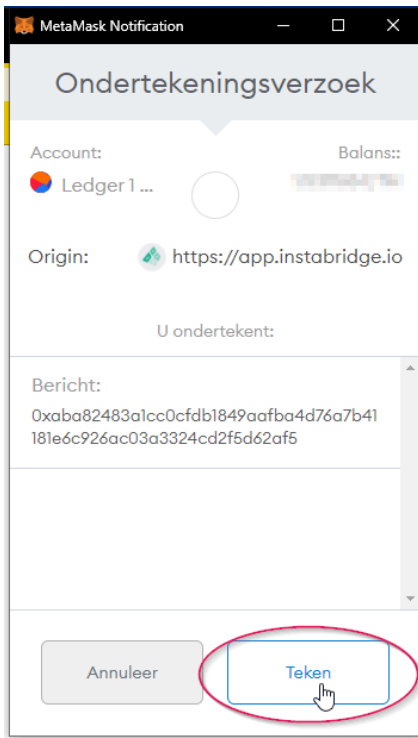 MetaMask Notification
Ondertekeningsverzoek
Account: Balans::
Ledger 1 ...
Origin: https://app.instabridge.io
U ondertekent:
Bericht:
0xaba82483a1cc0cfdb1849aafba4d76a7b41
181e6c926ac03a3324cd2f5d62af5
Annuleer Teken